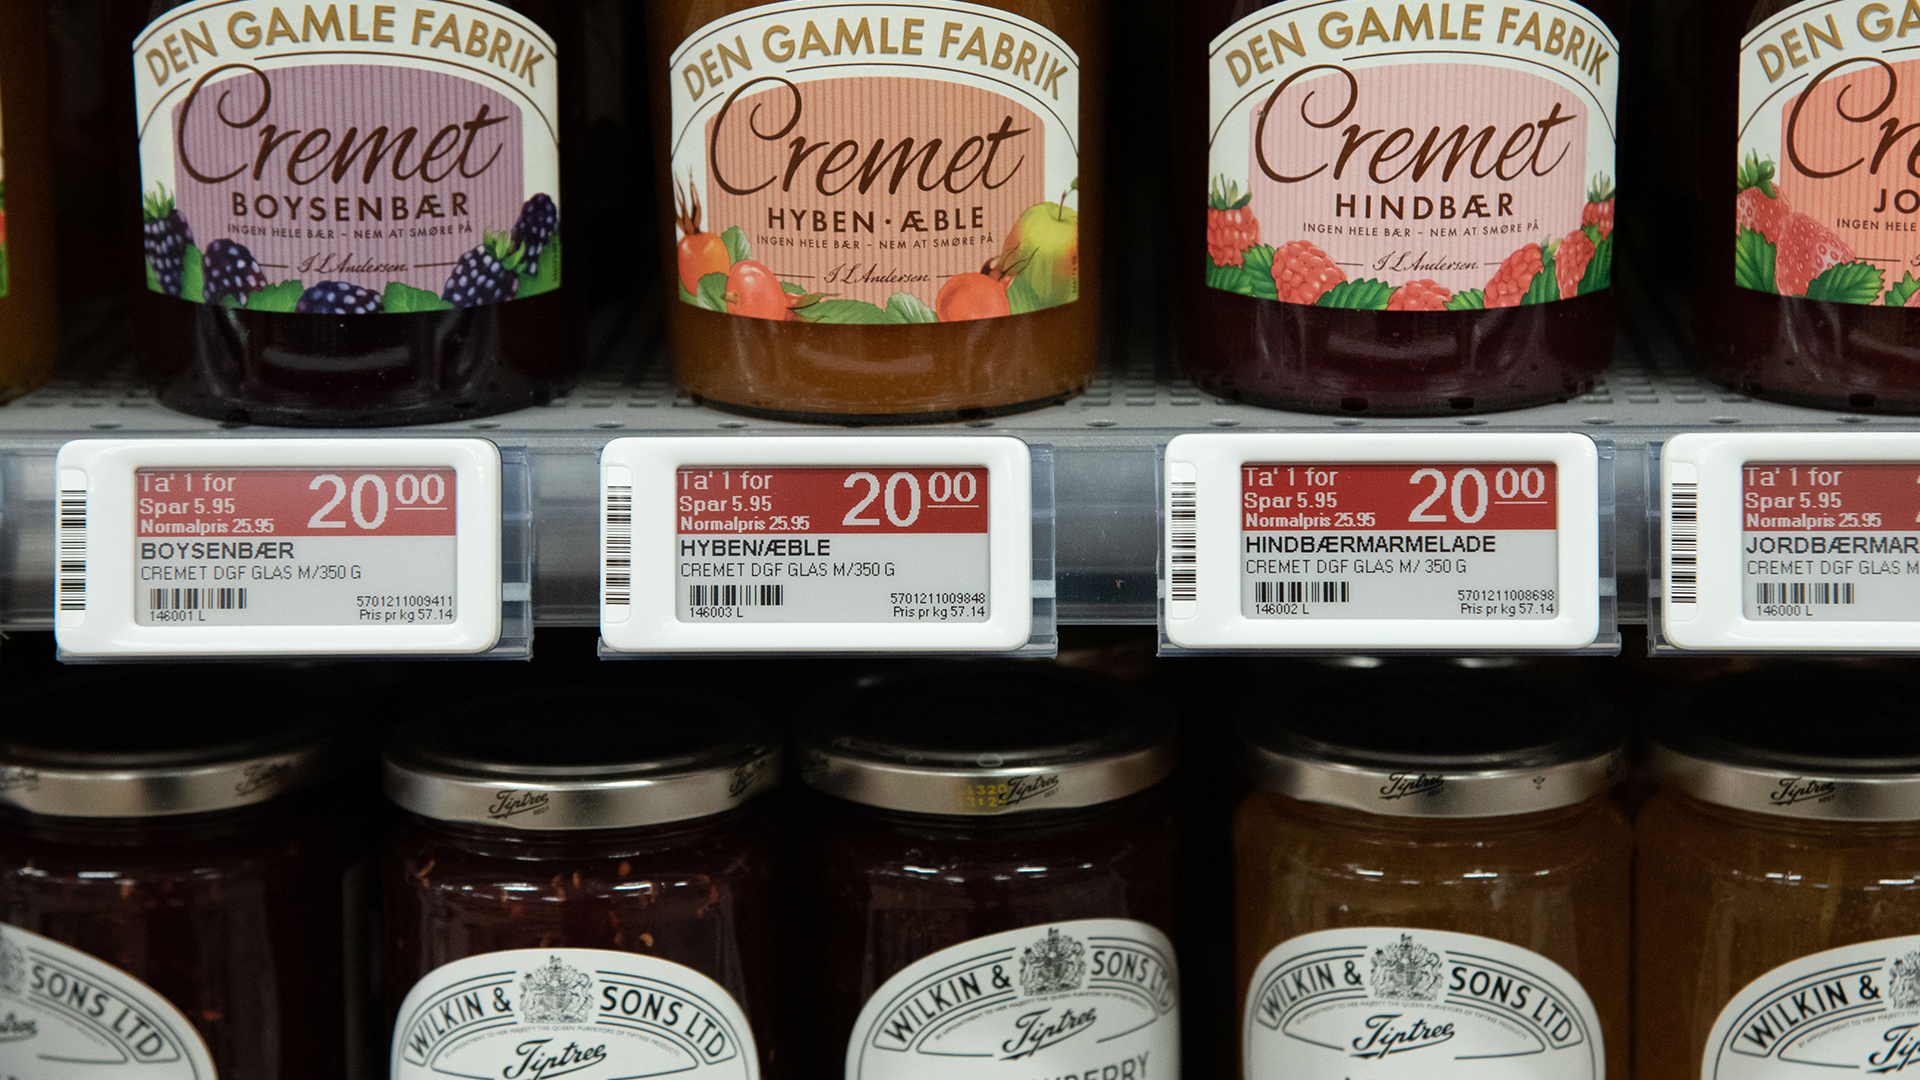 DEN GAMLE FABRIK
Cremet
BOYSENBÆR
INGEN HELE BÆR – NEM AT SMØRE PÅ
J L Andersen
DEN GAMLE FABRIK
Cremet
HYBEN · ÆBLE
INGEN HELE BÆR – NEM AT SMØRE PÅ
J L Andersen
DEN GAMLE FABRIK
Cremet
HINDBÆR
INGEN HELE BÆR – NEM AT SMØRE PÅ
J L Andersen
DEN GA
Cre
JO
INGEN HELE
Ta' 1 for
Spar 5.95
Normalpris 25.95
20 00
BOYSENBÆR
CREMET DGF GLAS M/350 G
146001 L
5701211009411
Pris pr kg 57.14
Ta' 1 for
Spar 5.95
Normalpris 25.95
20 00
HYBEN/ÆBLE
CREMET DGF GLAS M/350 G
146003 L
5701211009848
Pris pr kg 57.14
Ta' 1 for
Spar 5.95
Normalpris 25.95
20 00
HINDBÆRMARMELADE
CREMET DGF GLAS M/ 350 G
146002 L
5701211008698
Pris pr kg 57.14
Ta' 1 for
Spar 5.95
Normalpris 25.95
JORDBÆRMAR
CREMET DGF GLAS M
146000 L
Tiptree
Tiptree
Tiptree
Tiptree
SONS LTD
WILKIN & SONS LTD
Tiptree
WILKIN & SONS LTD
Tiptree
WILKIN & SONS LTD
Tiptree
WILKIN &